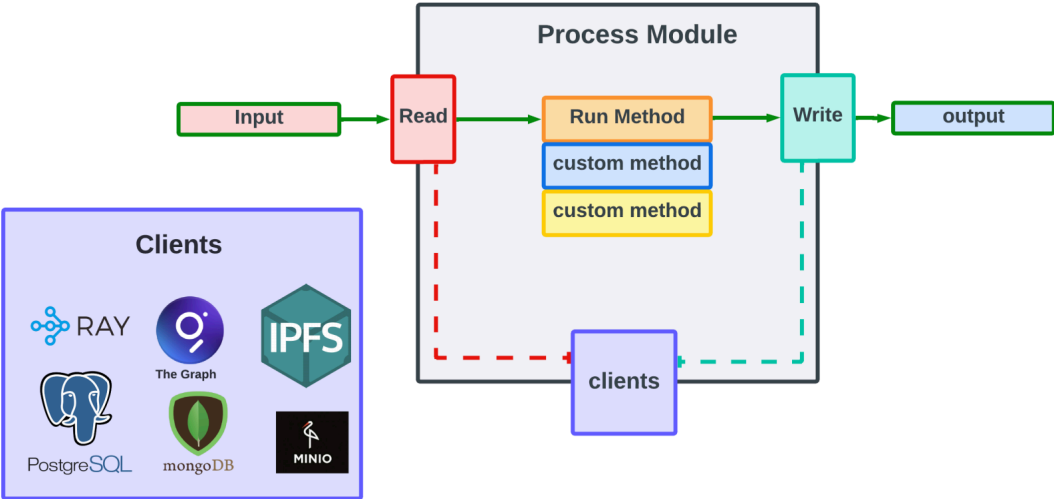 Process Module
Input
Read
Run Method
Write
output
custom method
custom method
clients
Clients
RAY
The Graph
IPFS
PostgreSQL
mongoDB
MINIO